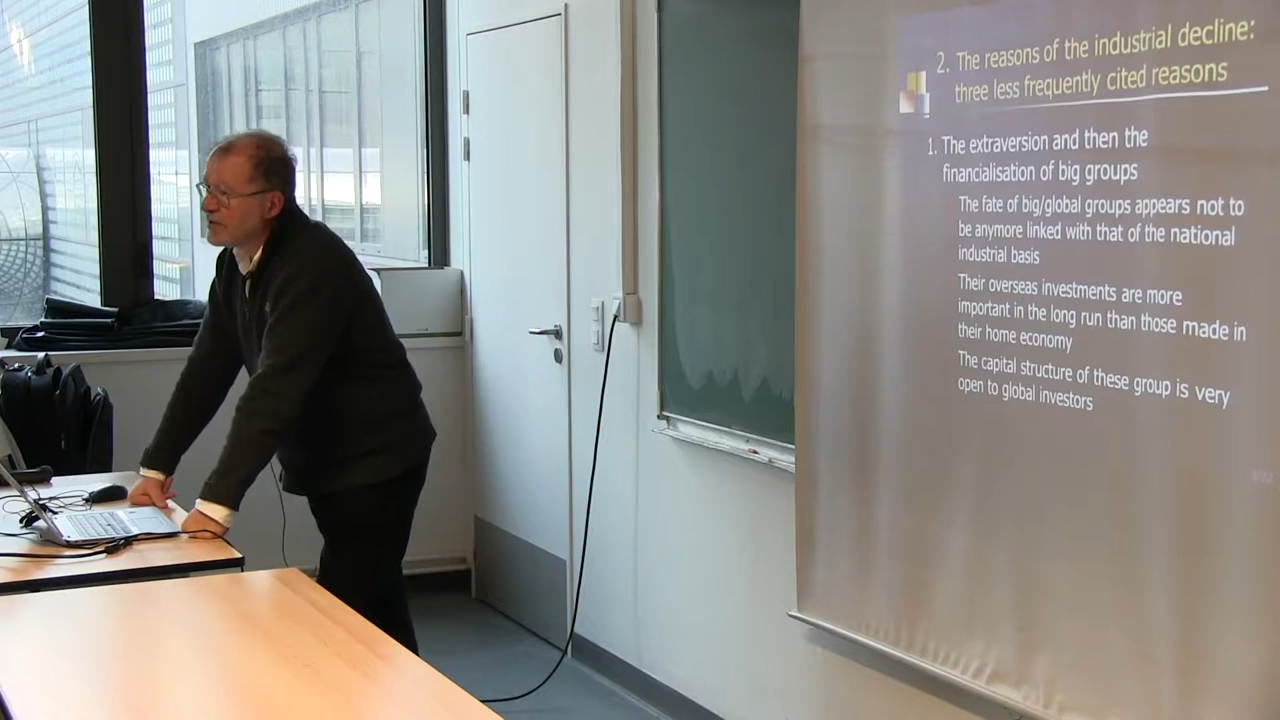 2. The reasons of the industrial decline:
three less frequently cited reasons
1. The extraversion and then the
financialisation of big groups
The fate of big/global groups appears not to
be anymore linked with that of the national
industrial basis
Their overseas investments are more
important in the long run than those made in
their home economy
The capital structure of these group is very
open to global investors